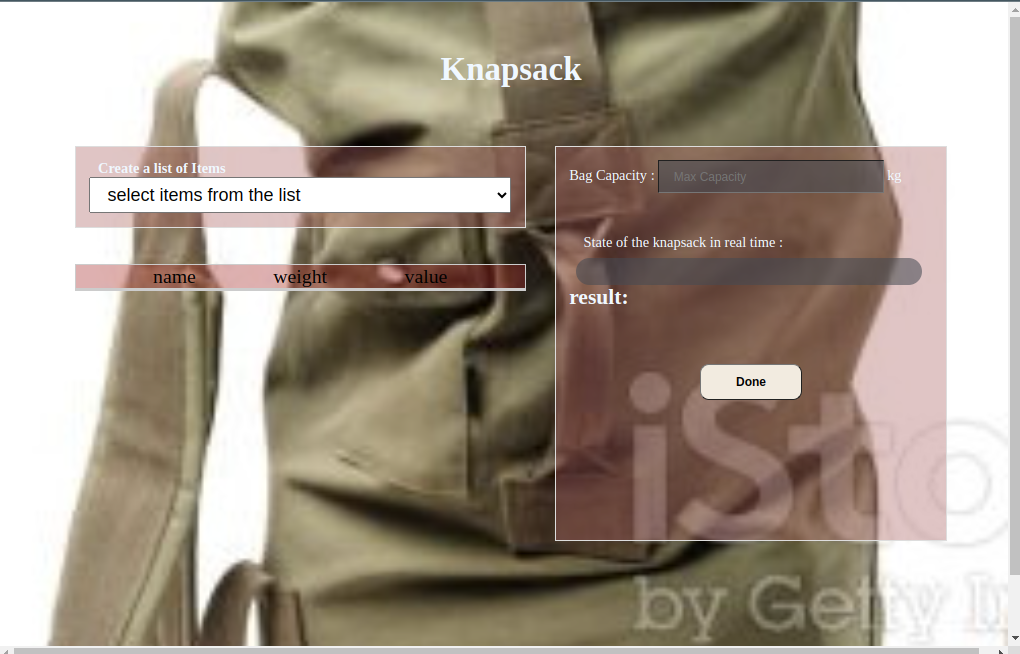 Knapsack
Create a list of Items
select items from the list
name weight value
Bag Capacity : Max Capacity kg
State of the knapsack in real time :
result:
Done
iSto
by Getty I